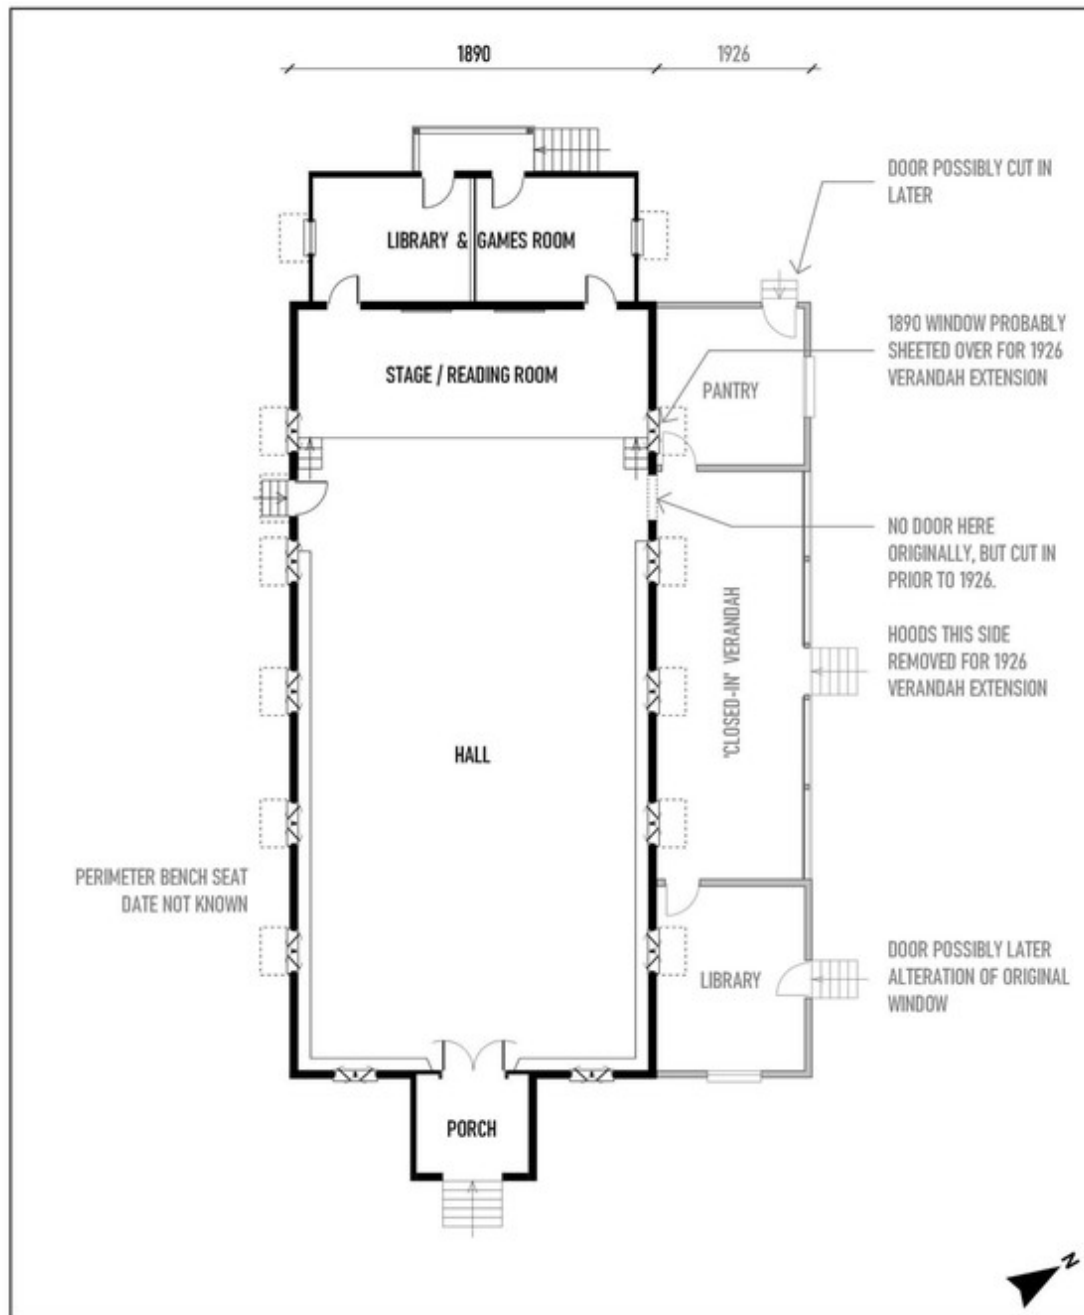 1890
1926
DOOR POSSIBLY CUT IN
LATER
LIBRARY & GAMES ROOM
1890 WINDOW PROBABLY
SHEETED OVER FOR 1926
VERANDAH EXTENSION
STAGE / READING ROOM
PANTRY
NO DOOR HERE
ORIGINALLY, BUT CUT IN
PRIOR TO 1926.
HOODS THIS SIDE
REMOVED FOR 1926
VERANDAH EXTENSION
'CLOSED-IN' VERANDAH
HALL
PERIMETER BENCH SEAT
DATE NOT KNOWN
DOOR POSSIBLY LATER
ALTERATION OF ORIGINAL
WINDOW
LIBRARY
PORCH
N